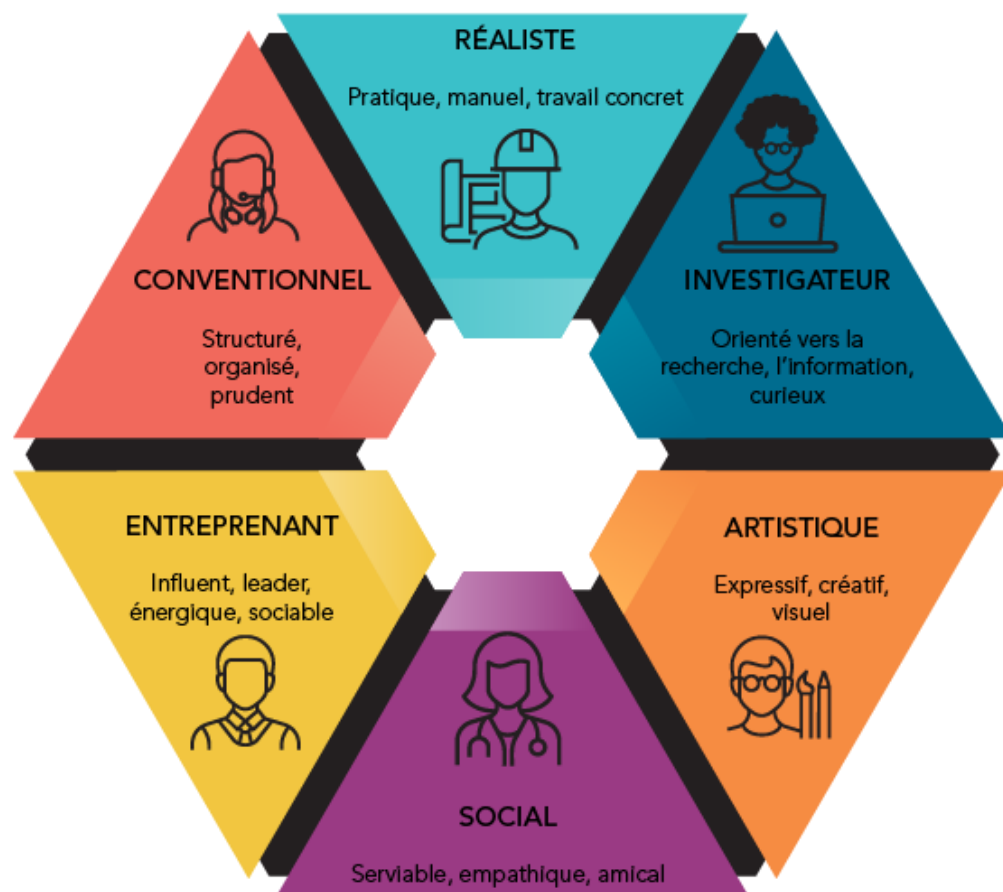 RÉALISTE
Pratique, manuel, travail concret
INVESTIGATEUR
Orienté vers la
recherche, l'information,
curieux
ARTISTIQUE
Expressif, créatif,
visuel
SOCIAL
Serviable, empathique, amical
ENTREPRENANT
Influent, leader,
énergique, sociable
CONVENTIONNEL
Structuré,
organisé,
prudent